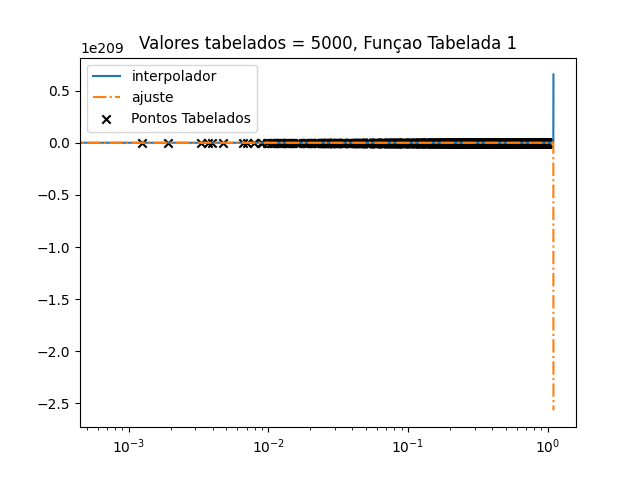 Valores tabelados = 5000, Funçao Tabelada 1
1e209
interpolador
ajuste
Pontos Tabelados
0.5
0.0
−0.5
−1.0
−1.5
−2.0
−2.5
10⁻³ 10⁻² 10⁻¹ 10⁰